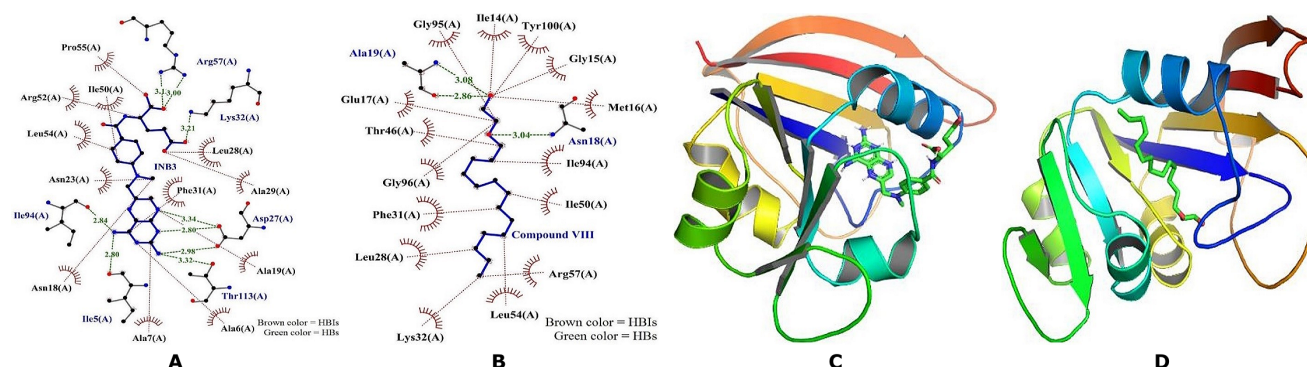 Pro55(A)
Arg57(A)
3.13
3.00
Ile50(A)
Arg52(A)
Lys32(A)
3.21
Leu54(A)
Leu28(A)
INB3
Asn23(A)
Phe31(A)
Ala29(A)
Ile94(A)
2.84
3.34
Asp27(A)
2.80
2.98
3.32
2.80
Ala19(A)
Asn18(A)
Thr113(A)
Ile5(A)
Ala6(A)
Ala7(A)
Brown color = HBIs
Green color = HBs
A
Ile14(A)
Gly95(A)
Tyr100(A)
Ala19(A)
Gly15(A)
3.08
2.86
Glu17(A)
Met16(A)
Thr46(A)
3.04
Asn18(A)
Ile94(A)
Gly96(A)
Ile50(A)
Phe31(A)
Compound VIII
Leu28(A)
Arg57(A)
Leu54(A)
Lys32(A)
Brown color = HBIs
Green color = HBs
B
C
D